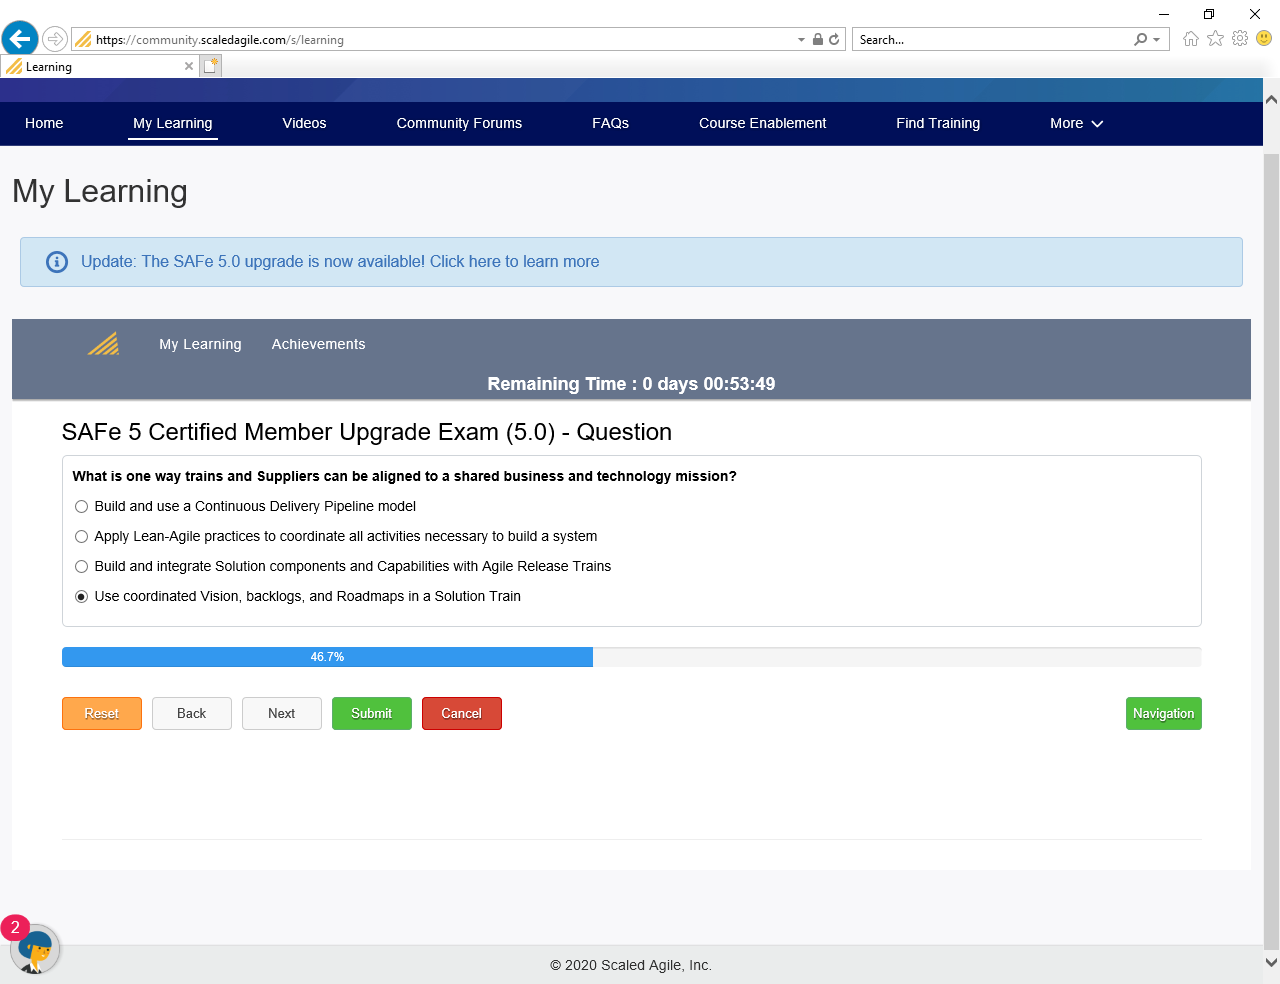 https://community.scaledagile.com/s/learning
Search...
Learning
Home My Learning Videos Community Forums FAQs Course Enablement Find Training More
My Learning
Update: The SAFe 5.0 upgrade is now available! Click here to learn more
My Learning Achievements
Remaining Time : 0 days 00:53:49
SAFe 5 Certified Member Upgrade Exam (5.0) - Question
What is one way trains and Suppliers can be aligned to a shared business and technology mission?
Build and use a Continuous Delivery Pipeline model
Apply Lean-Agile practices to coordinate all activities necessary to build a system
Build and integrate Solution components and Capabilities with Agile Release Trains
Use coordinated Vision, backlogs, and Roadmaps in a Solution Train
46.7%
Reset Back Next Submit Cancel Navigation
2
© 2020 Scaled Agile, Inc.